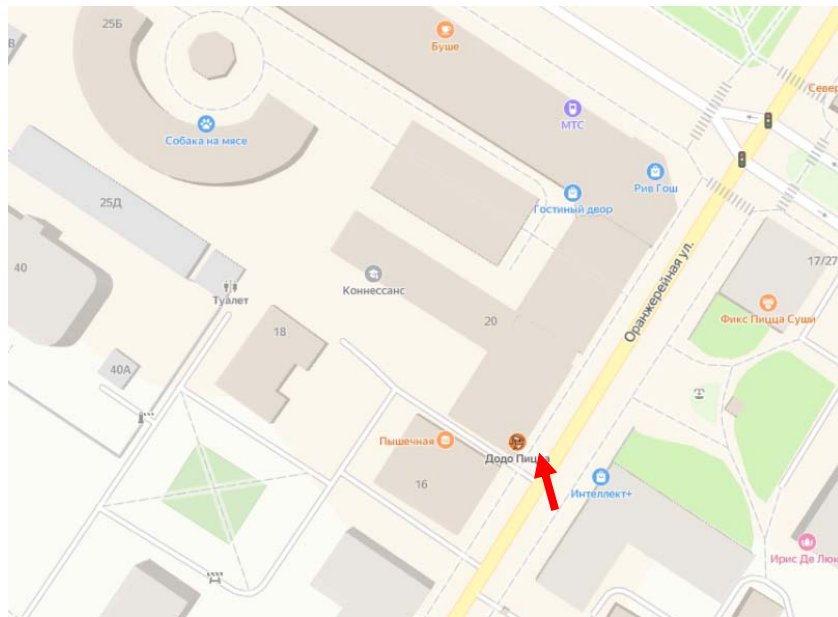 25Б
В
Буше
Север
МТС
Собака на мясе
Рив Гош
Гостиный двор
25Д
Оранжерейная ул.
17/27
40
Туалет
Коннессанс
Фикс Пицца Суши
20
18
40А
Пышечная
Додо Пицца
16
Интеллект+
Ирис Де Люк